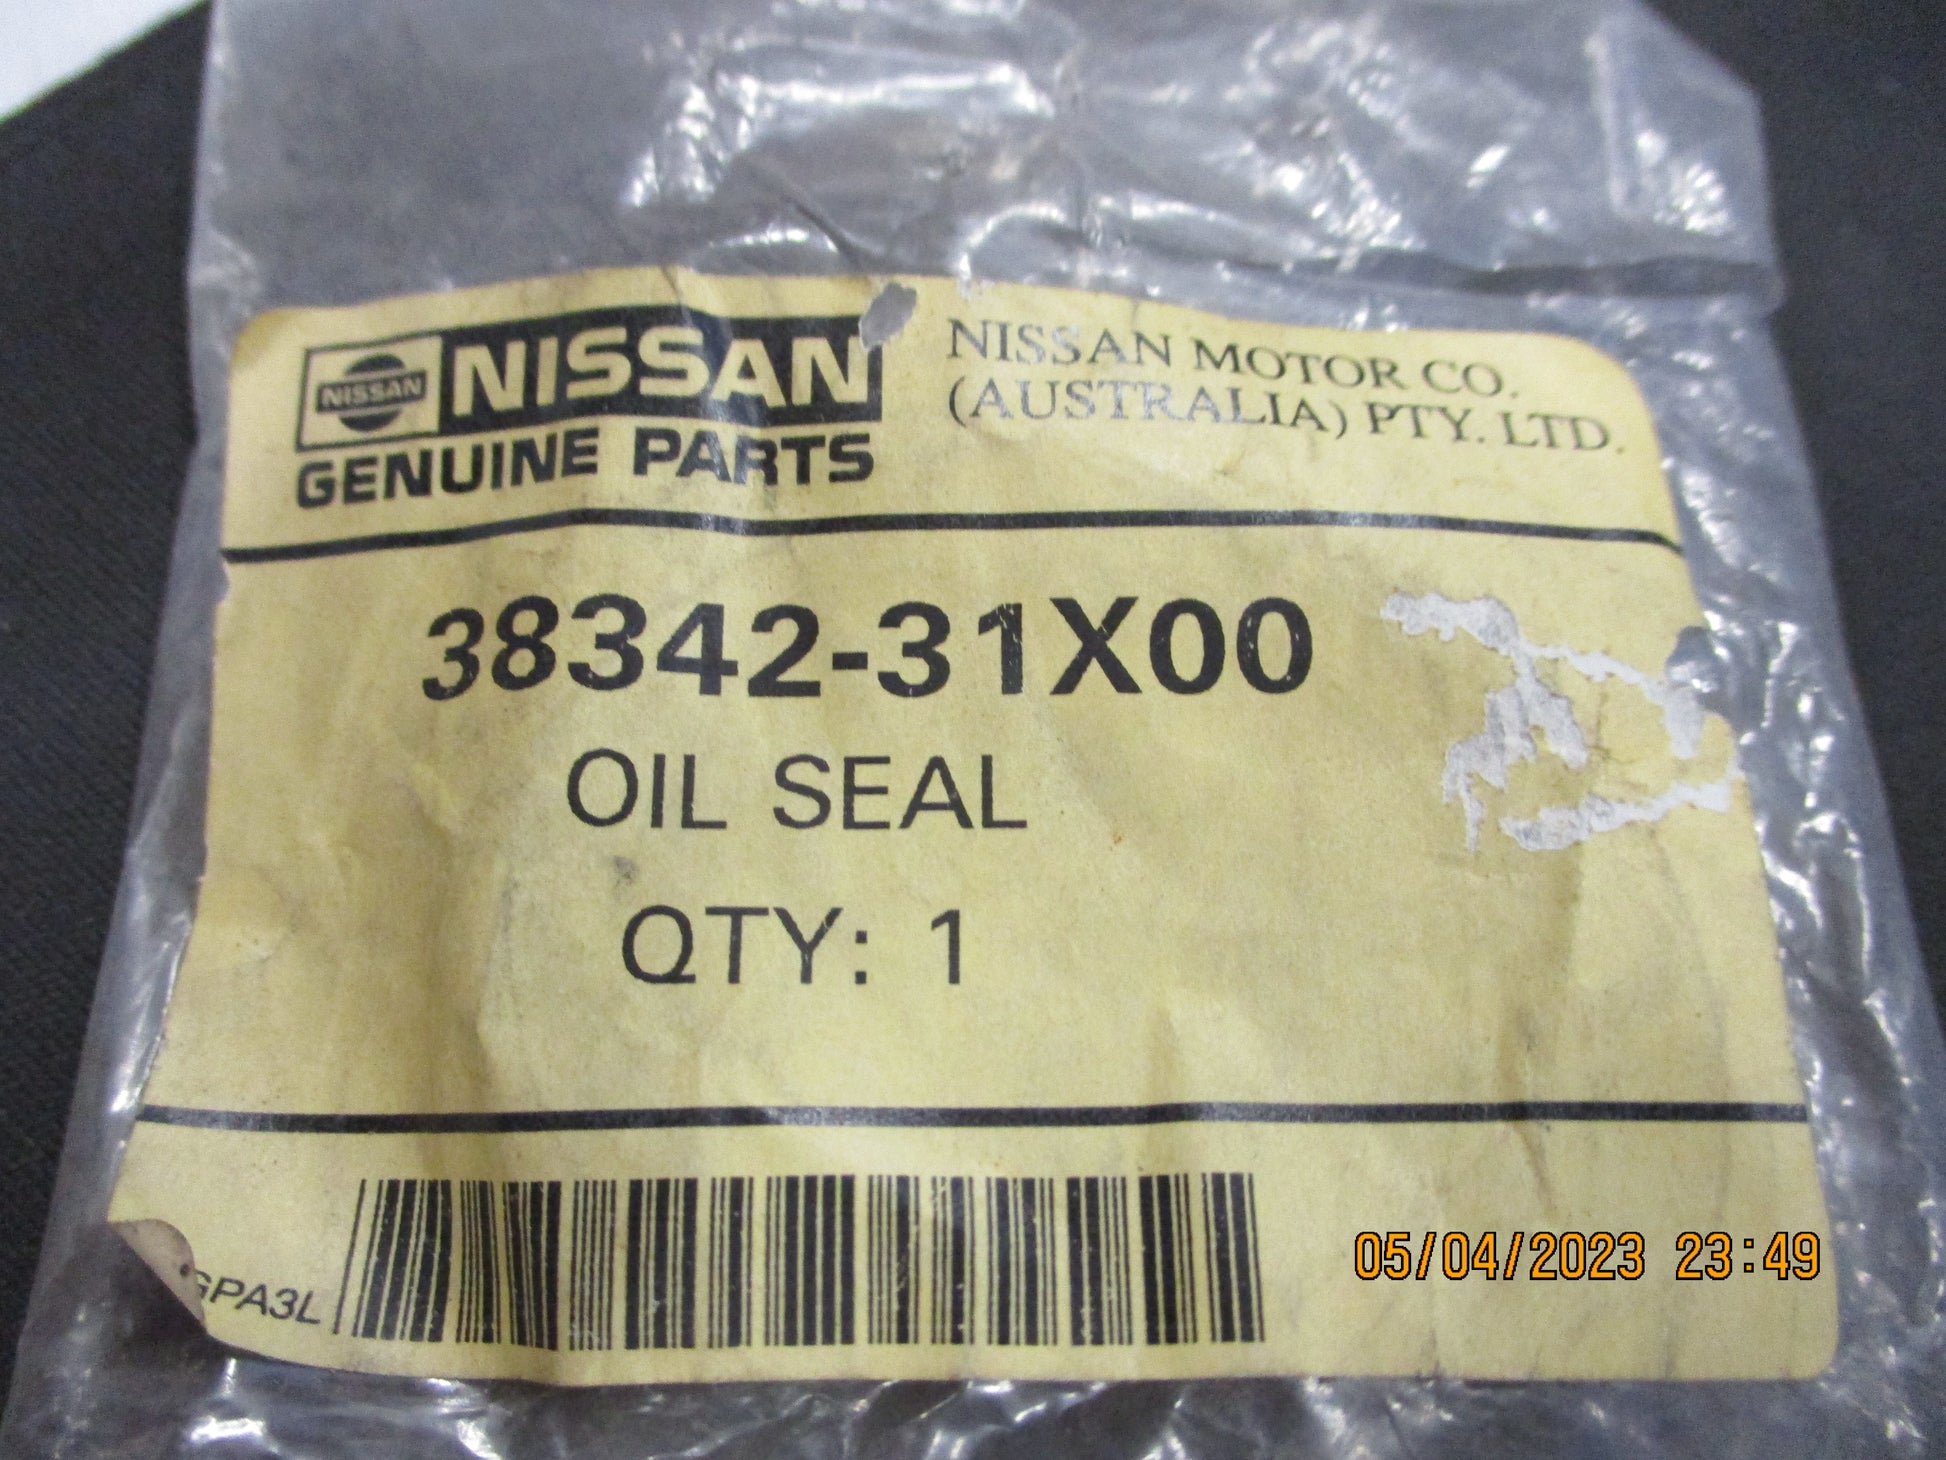 NISSAN NISSAN
GENUINE PARTS
NISSAN MOTOR CO.
(AUSTRALIA) PTY. LTD.
38342-31X00
OIL SEAL
QTY: 1
GPA3L
05/04/2023 23:49